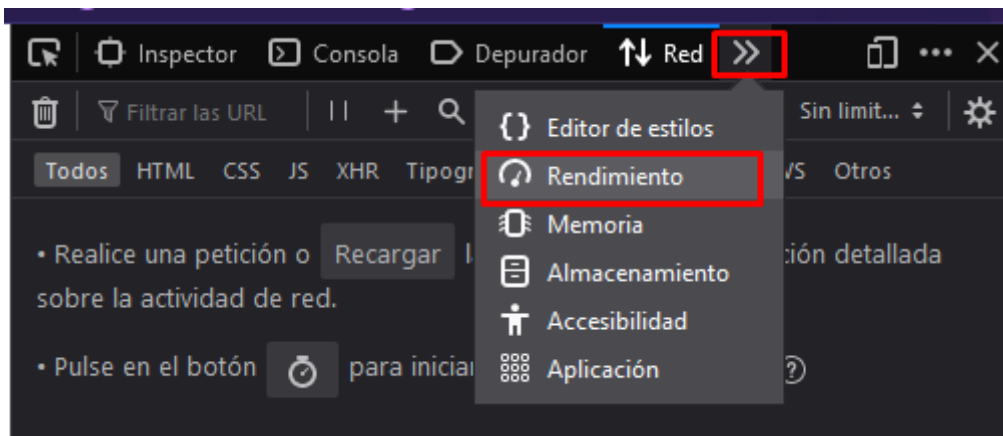 Inspector Consola Depurador Red
Filtrar las URL Sin limit...
Todos HTML CSS JS XHR Tipogr WS Otros
Editor de estilos
Rendimiento
Memoria
Almacenamiento
Accesibilidad
Aplicación
• Realice una petición o Recargar l ción detallada
sobre la actividad de red.
• Pulse en el botón para inicia